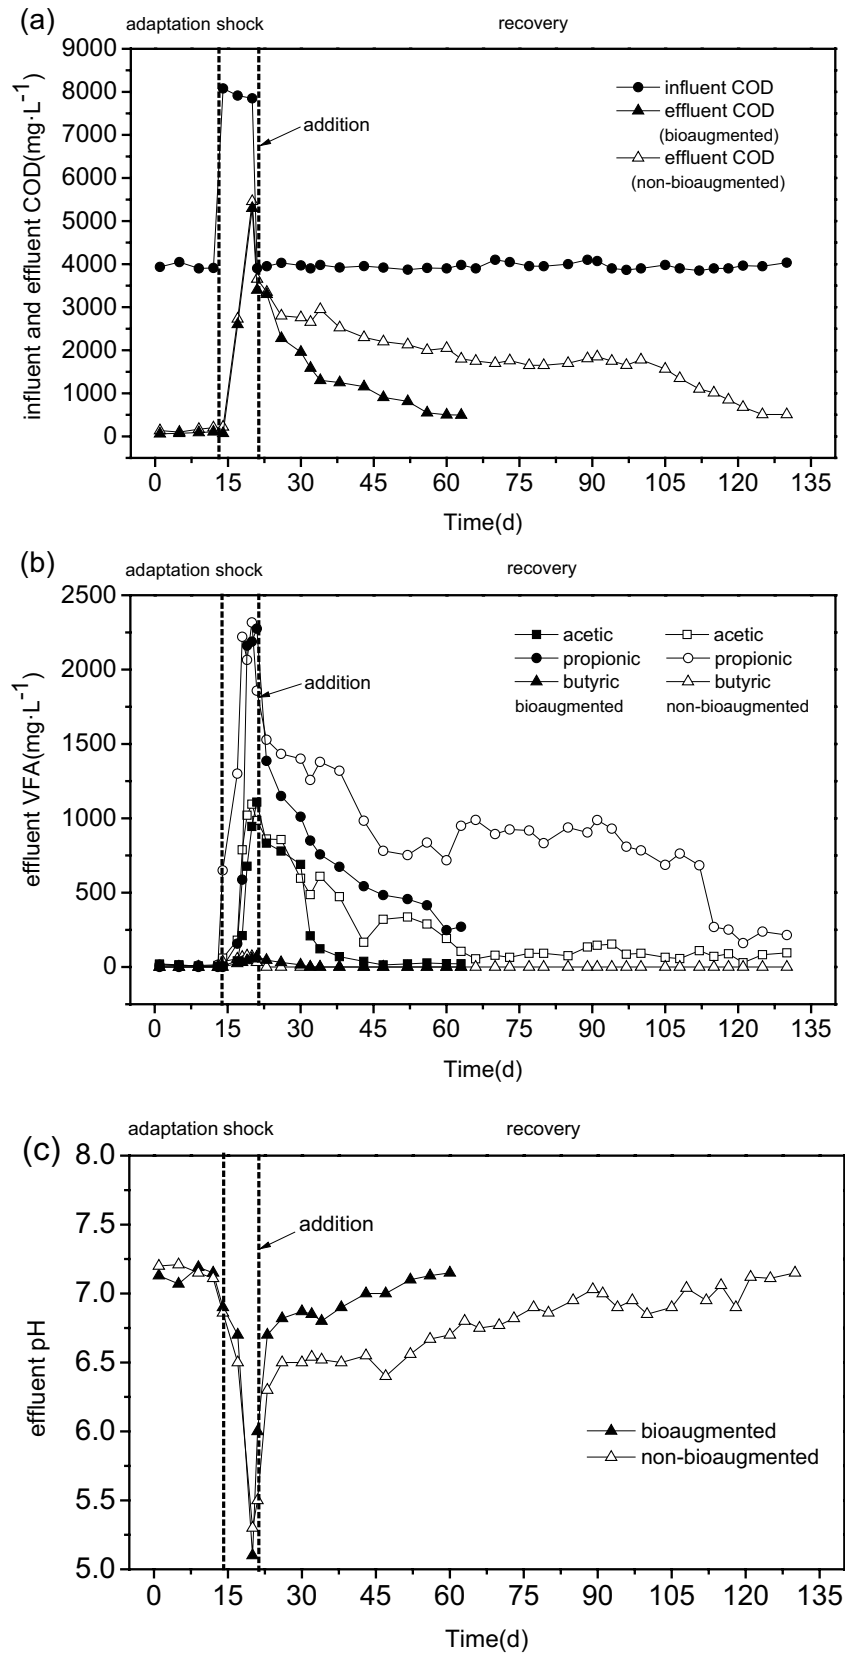 (a)
adaptation shock
recovery
9000
8000
7000
6000
5000
4000
3000
2000
1000
0
influent and effluent COD(mg·L⁻¹)
influent COD
effluent COD
(bioaugmented)
effluent COD
(non-bioaugmented)
addition
0 15 30 45 60 75 90 105 120 135
Time(d)
(b)
adaptation shock
recovery
2500
2000
1500
1000
500
0
effluent VFA(mg·L⁻¹)
acetic acetic
propionic propionic
butyric butyric
bioaugmented non-bioaugmented
addition
0 15 30 45 60 75 90 105 120 135
Time(d)
(c)
adaptation shock
recovery
8.0
7.5
7.0
6.5
6.0
5.5
5.0
effluent pH
addition
bioaugmented
non-bioaugmented
0 15 30 45 60 75 90 105 120 135
Time(d)